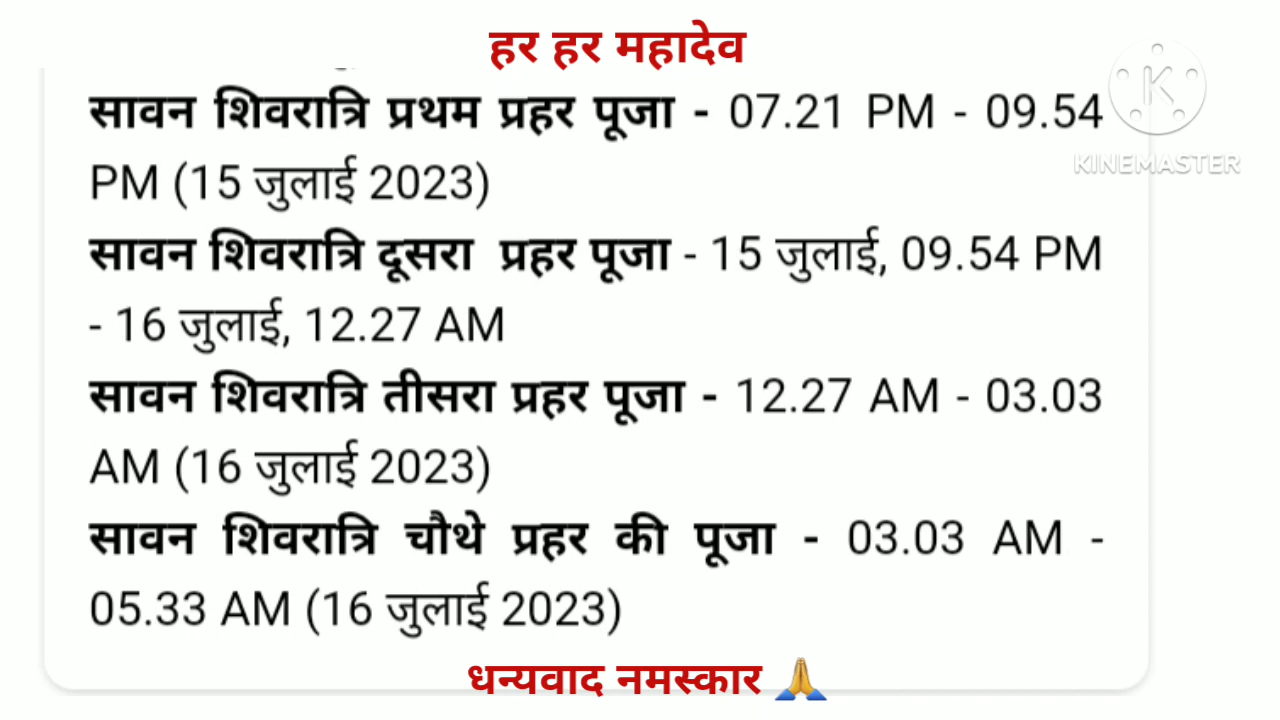 हर हर महादेव
सावन शिवरात्रि प्रथम प्रहर पूजा - 07.21 PM - 09.54
PM (15 जुलाई 2023)
सावन शिवरात्रि दूसरा प्रहर पूजा - 15 जुलाई, 09.54 PM
- 16 जुलाई, 12.27 AM
सावन शिवरात्रि तीसरा प्रहर पूजा - 12.27 AM - 03.03
AM (16 जुलाई 2023)
सावन शिवरात्रि चौथे प्रहर की पूजा - 03.03 AM -
05.33 AM (16 जुलाई 2023)
धन्यवाद नमस्कार 🙏
K
KINEMASTER